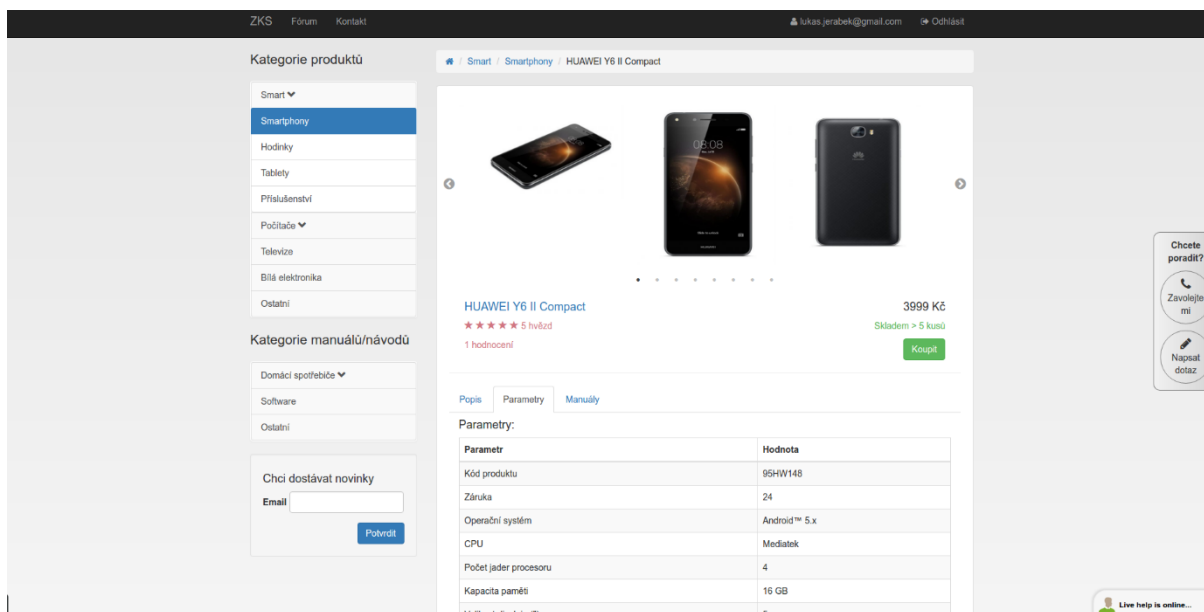 ZKS Fórum Kontakt lukas.jerabek@gmail.com Odhlásit
Kategorie produktů
/ Smart / Smartphony / HUAWEI Y6 II Compact
Smart
Smartphony
Hodinky
Tablety
Příslušenství
Počítače
Televize
Bílá elektronika
Ostatní
08:08
Chcete
poradit?
Zavolejte
mi
Napsat
dotaz
HUAWEI Y6 II Compact 3999 Kč
5 hvězd Skladem > 5 kusů
1 hodnocení Koupit
Kategorie manuálů/návodů
Domácí spotřebiče
Software
Ostatní
Popis Parametry Manuály
Parametry:
Parametr Hodnota
Kód produktu 95HW148
Záruka 24
Operační systém Android™ 5.x
CPU Mediatek
Počet jader procesoru 4
Kapacita paměti 16 GB
Chci dostávat novinky
Email
Potvrdit
Live help is online...